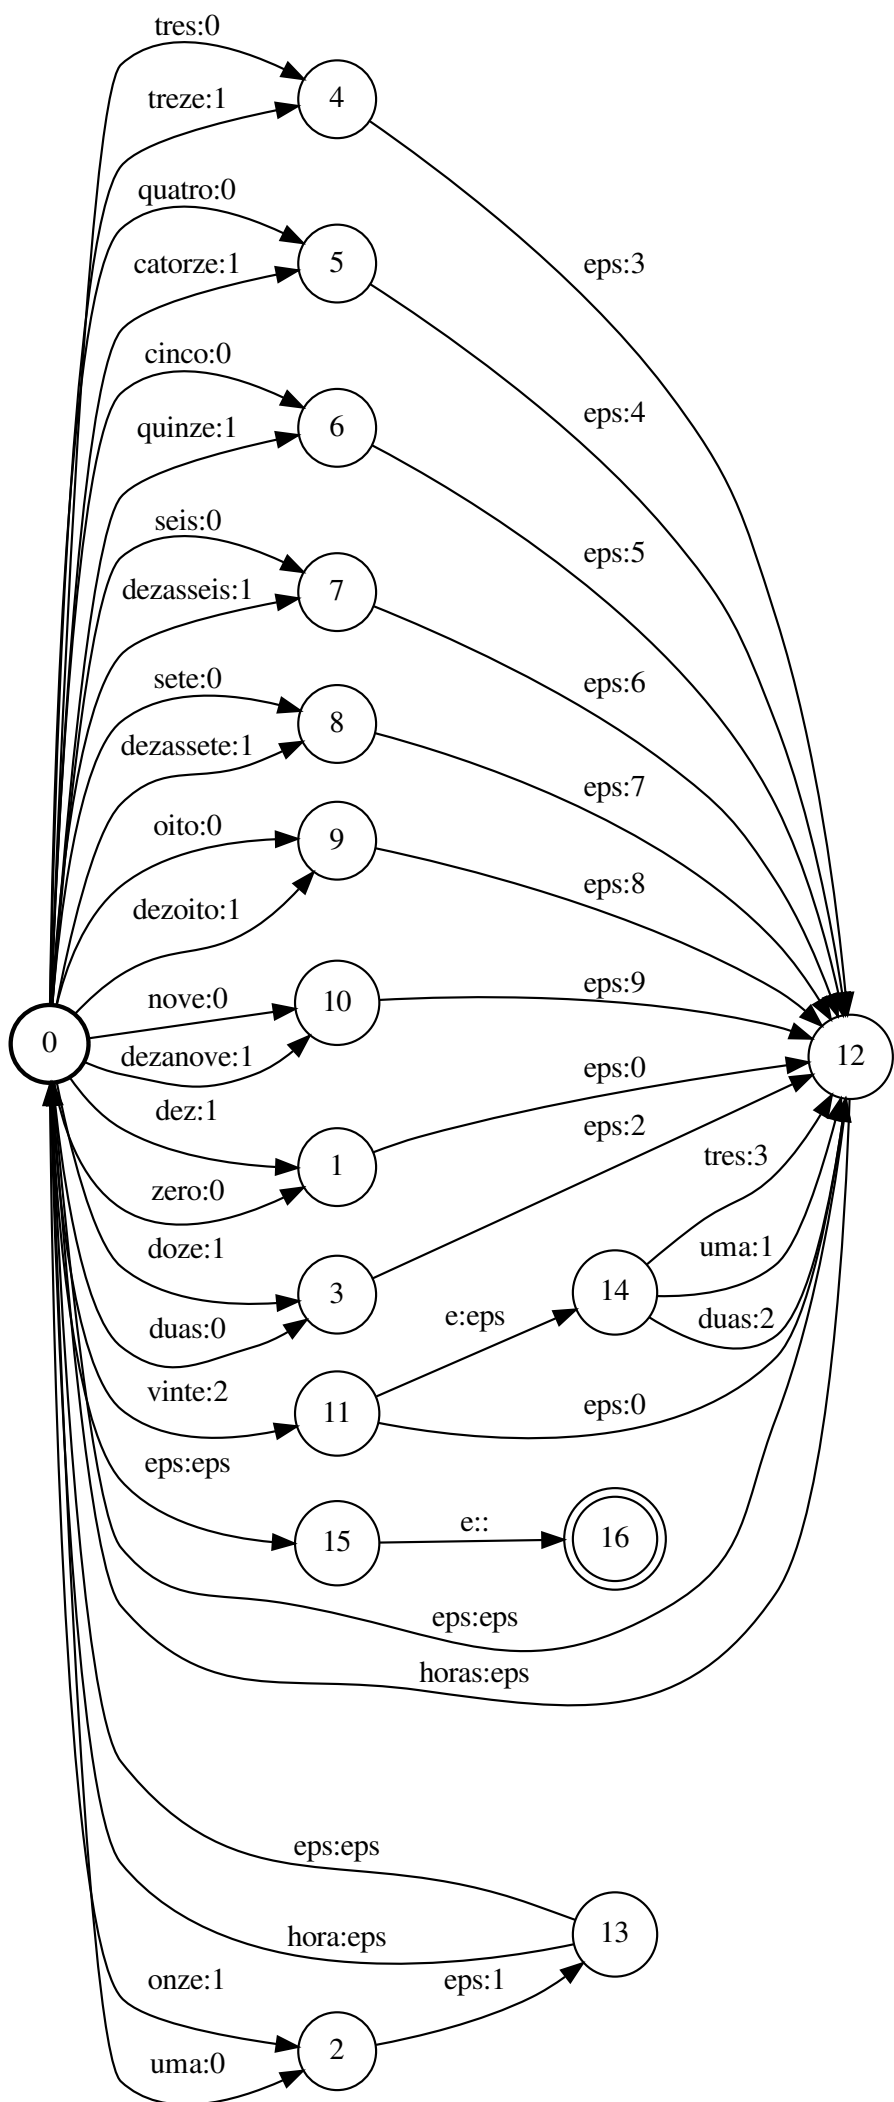 tres:0
4
treze:1
quatro:0
5
catorze:1
eps:3
cinco:0
6
quinze:1
eps:4
seis:0
7
dezasseis:1
eps:5
sete:0
8
dezassete:1
eps:6
oito:0
9
dezoito:1
eps:7
eps:8
nove:0
10
eps:9
0
dezanove:1
12
dez:1
eps:0
1
zero:0
eps:2
tres:3
doze:1
3
uma:1
duas:0
14
duas:2
e:eps
vinte:2
11
eps:0
eps:eps
15
e::
16
eps:eps
horas:eps
eps:eps
hora:eps
13
onze:1
eps:1
2
uma:0